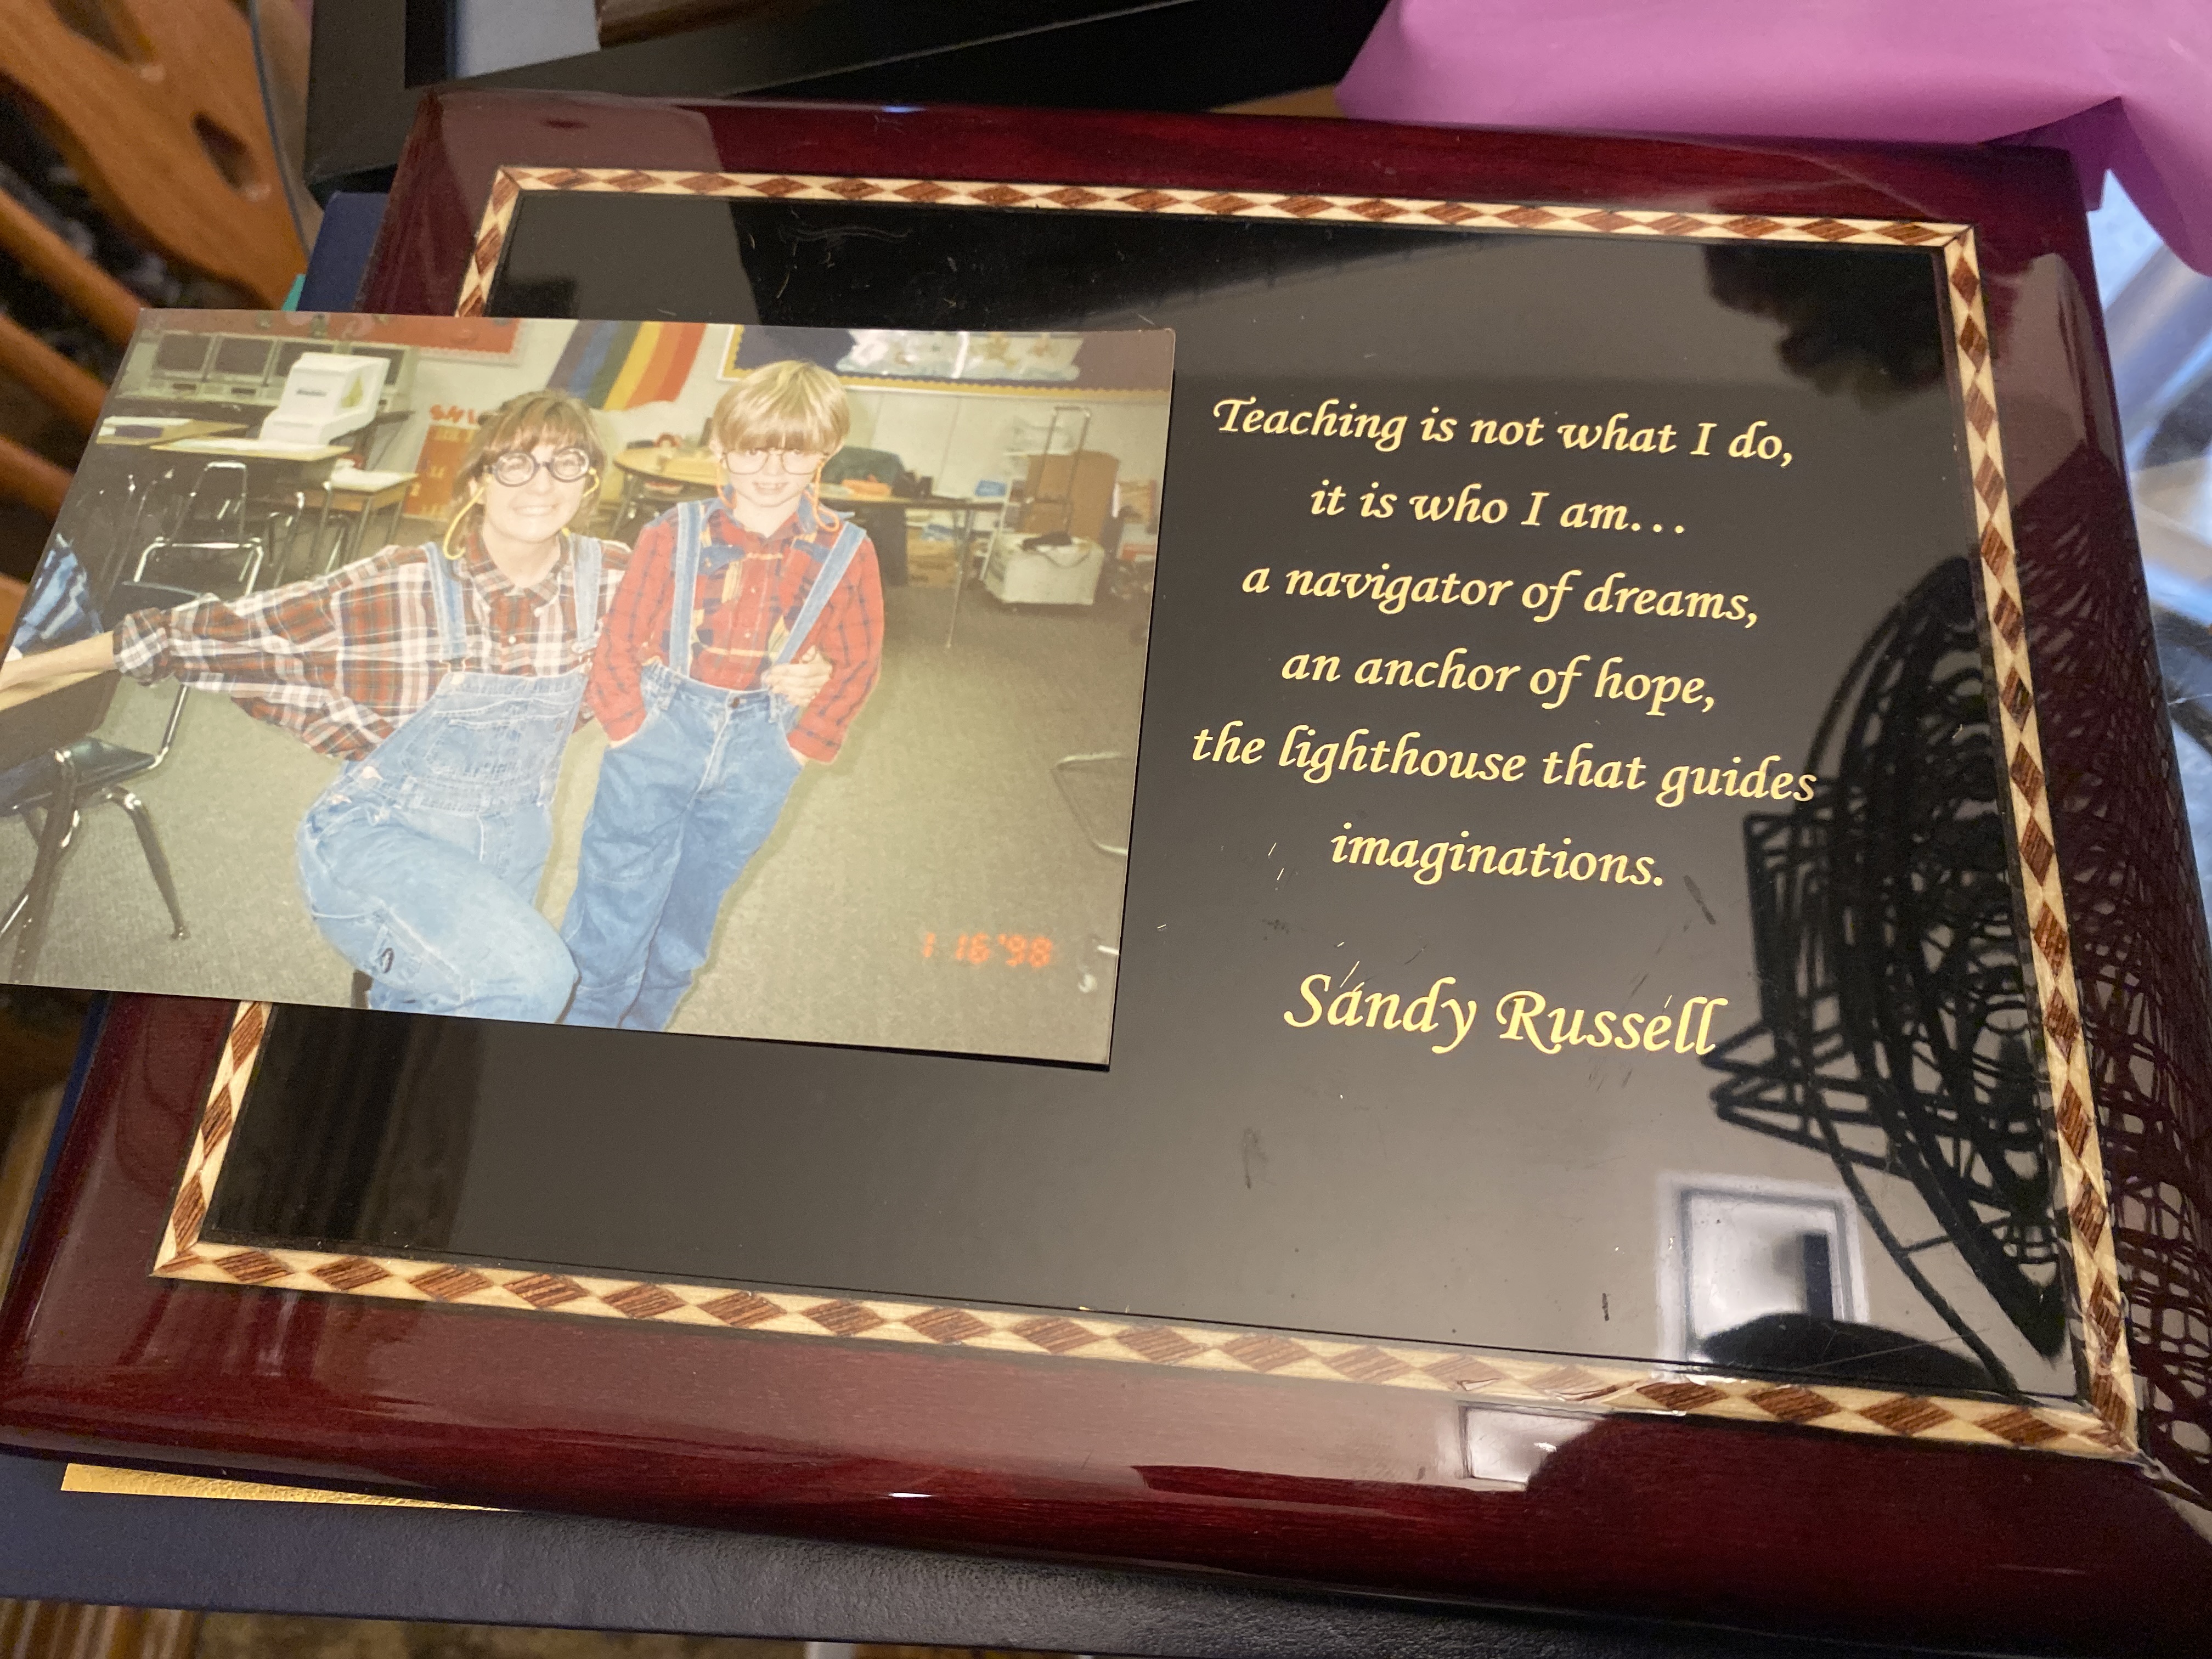 Teaching is not what I do,
it is who I am...
a navigator of dreams,
an anchor of hope,
the lighthouse that guides
imaginations.
Sandy Russell
1 16 '98